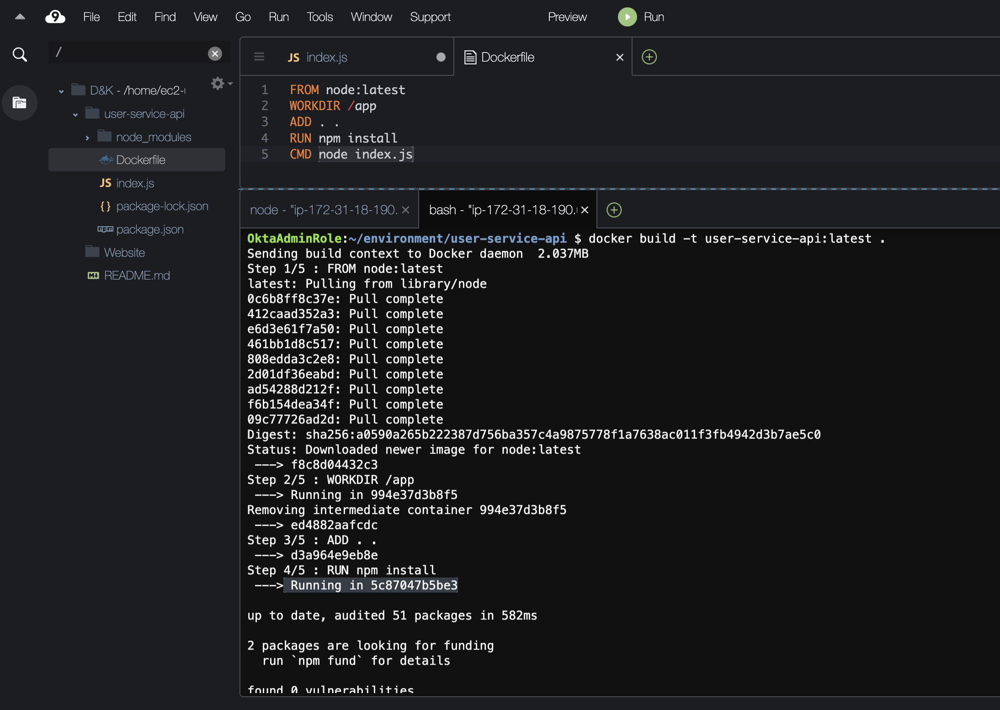 9 File Edit Find View Go Run Tools Window Support Preview Run
/
D&K - /home/ec2-u
user-service-api
node_modules
Dockerfile
JS index.js
{} package-lock.json
npm package.json
Website
M↓ README.md
JS index.js
Dockerfile
1 FROM node:latest
2 WORKDIR /app
3 ADD . .
4 RUN npm install
5 CMD node index.js
node - "ip-172-31-18-190.
bash - "ip-172-31-18-190.
OktaAdminRole:~/environment/user-service-api $ docker build -t user-service-api:latest .
Sending build context to Docker daemon  2.037MB
Step 1/5 : FROM node:latest
latest: Pulling from library/node
0c6b8ff8c37e: Pull complete
412caad352a3: Pull complete
e6d3e61f7a50: Pull complete
461bb1d8c517: Pull complete
808edda3c2e8: Pull complete
2d01df36eabd: Pull complete
ad54288d212f: Pull complete
f6b154dea34f: Pull complete
09c77726ad2d: Pull complete
Digest: sha256:a0590a265b222387d756ba357c4a9875778f1a7638ac011f3fb4942d3b7ae5c0
Status: Downloaded newer image for node:latest
 ---> f8c8d04432c3
Step 2/5 : WORKDIR /app
 ---> Running in 994e37d3b8f5
Removing intermediate container 994e37d3b8f5
 ---> ed4882aafcdc
Step 3/5 : ADD . .
 ---> d3a964e9eb8e
Step 4/5 : RUN npm install
 ---> Running in 5c87047b5be3
up to date, audited 51 packages in 582ms
2 packages are looking for funding
  run `npm fund` for details
found 0 vulnerabilities